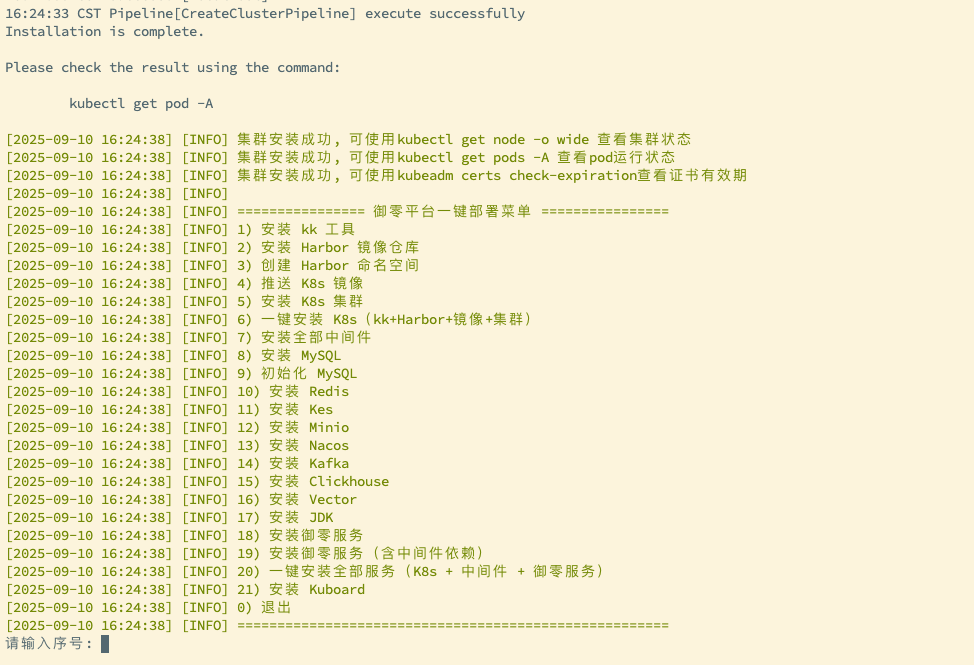 16:24:33 CST Pipeline[CreateClusterPipeline] execute successfully
Installation is complete.
Please check the result using the command:
kubectl get pod -A
[2025-09-10 16:24:38] [INFO] 集群安装成功，可使用kubectl get node -o wide 查看集群状态
[2025-09-10 16:24:38] [INFO] 集群安装成功，可使用kubectl get pods -A 查看pod运行状态
[2025-09-10 16:24:38] [INFO] 集群安装成功，可使用kubeadm certs check-expiration查看证书有效期
[2025-09-10 16:24:38] [INFO]
[2025-09-10 16:24:38] [INFO] ================ 御零平台一键部署菜单 ================
[2025-09-10 16:24:38] [INFO] 1) 安装 kk 工具
[2025-09-10 16:24:38] [INFO] 2) 安装 Harbor 镜像仓库
[2025-09-10 16:24:38] [INFO] 3) 创建 Harbor 命名空间
[2025-09-10 16:24:38] [INFO] 4) 推送 K8s 镜像
[2025-09-10 16:24:38] [INFO] 5) 安装 K8s 集群
[2025-09-10 16:24:38] [INFO] 6) 一键安装 K8s（kk+Harbor+镜像+集群）
[2025-09-10 16:24:38] [INFO] 7) 安装全部中间件
[2025-09-10 16:24:38] [INFO] 8) 安装 MySQL
[2025-09-10 16:24:38] [INFO] 9) 初始化 MySQL
[2025-09-10 16:24:38] [INFO] 10) 安装 Redis
[2025-09-10 16:24:38] [INFO] 11) 安装 Kes
[2025-09-10 16:24:38] [INFO] 12) 安装 Minio
[2025-09-10 16:24:38] [INFO] 13) 安装 Nacos
[2025-09-10 16:24:38] [INFO] 14) 安装 Kafka
[2025-09-10 16:24:38] [INFO] 15) 安装 Clickhouse
[2025-09-10 16:24:38] [INFO] 16) 安装 Vector
[2025-09-10 16:24:38] [INFO] 17) 安装 JDK
[2025-09-10 16:24:38] [INFO] 18) 安装御零服务
[2025-09-10 16:24:38] [INFO] 19) 安装御零服务（含中间件依赖）
[2025-09-10 16:24:38] [INFO] 20) 一键安装全部服务（K8s + 中间件 + 御零服务）
[2025-09-10 16:24:38] [INFO] 21) 安装 Kuboard
[2025-09-10 16:24:38] [INFO] 0) 退出
[2025-09-10 16:24:38] [INFO] ======================================================
请输入序号: